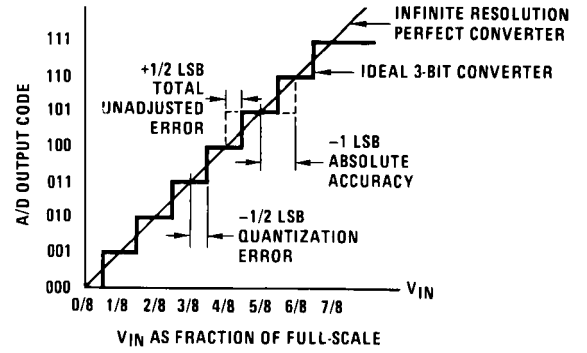 INFINITE RESOLUTION
PERFECT CONVERTER
111
+1/2 LSB
TOTAL
UNADJUSTED
ERROR
110
IDEAL 3-BIT CONVERTER
101
100
-1 LSB
ABSOLUTE
ACCURACY
A/D OUTPUT CODE
011
010
-1/2 LSB
QUANTIZATION
ERROR
001
000
0/8 1/8 2/8 3/8 4/8 5/8 6/8 7/8
VIN
VIN AS FRACTION OF FULL-SCALE